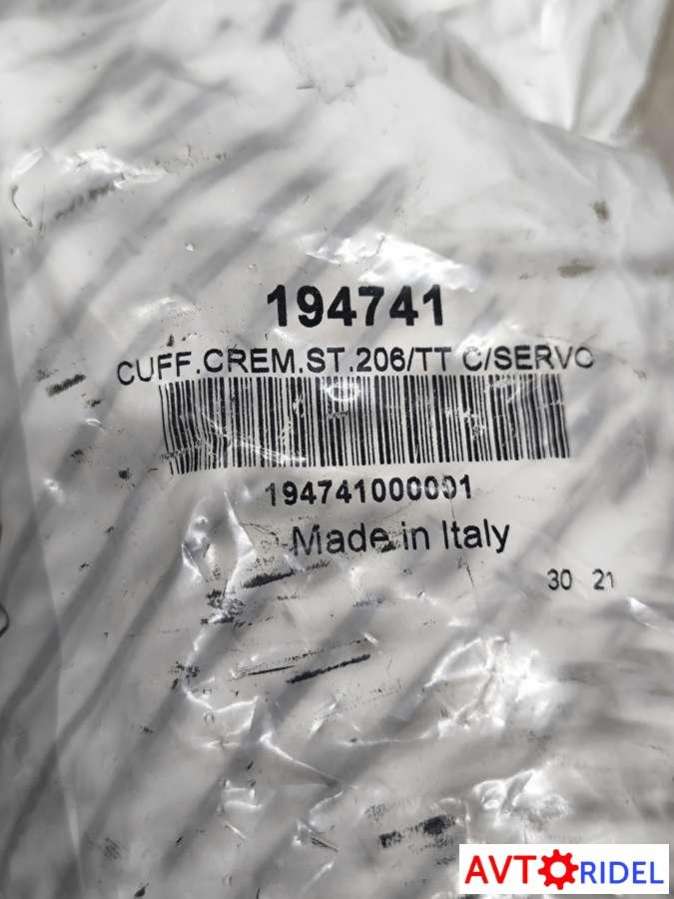 194741
CUFF.CREM.ST.206/TT C/SERVO
194741000001
Made in Italy
30 21
AVTORIDEL